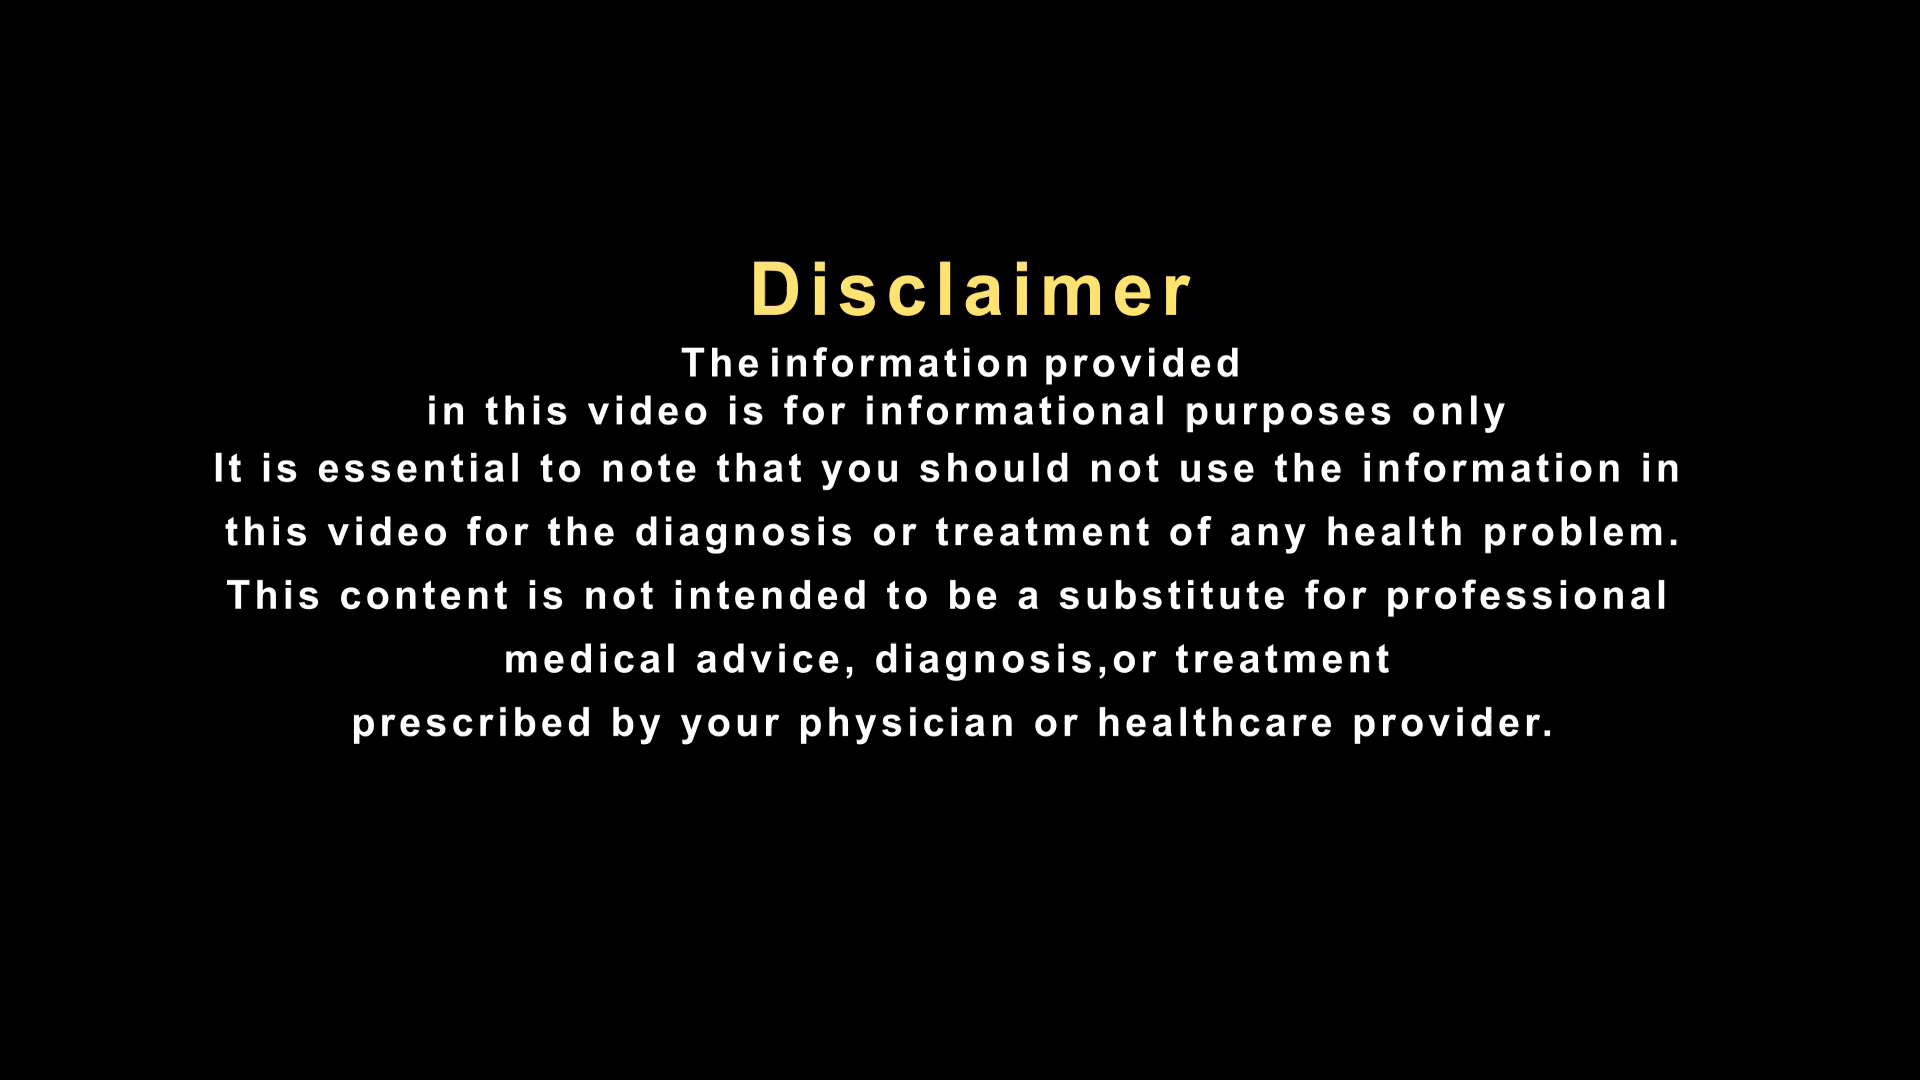 Disclaimer
The information provided
in this video is for informational purposes only
It is essential to note that you should not use the information in
this video for the diagnosis or treatment of any health problem.
This content is not intended to be a substitute for professional
medical advice, diagnosis,or treatment
prescribed by your physician or healthcare provider.